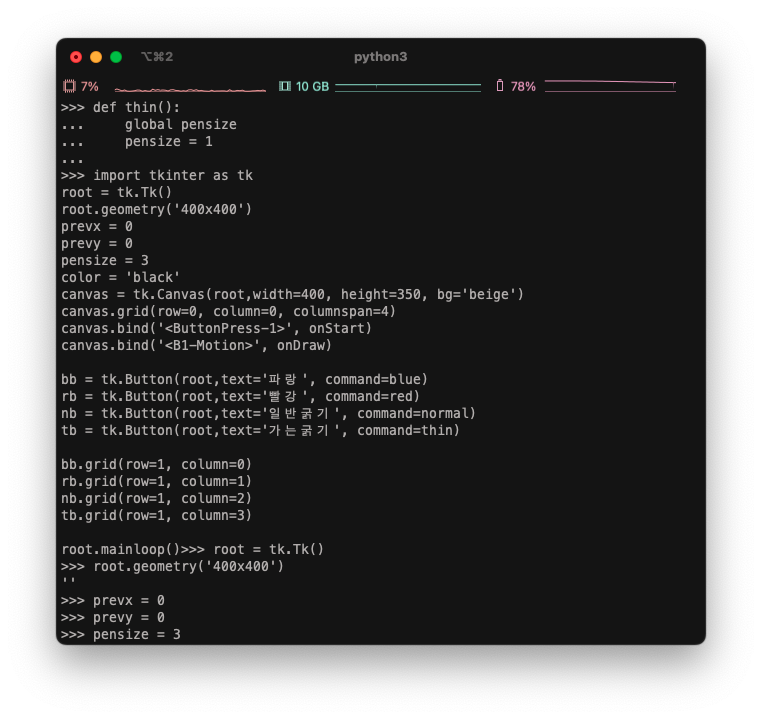 ⌥⌘2 python3
7% 10 GB 78%
>>> def thin():
...     global pensize
...     pensize = 1
...
>>> import tkinter as tk
root = tk.Tk()
root.geometry('400x400')
prevx = 0
prevy = 0
pensize = 3
color = 'black'
canvas = tk.Canvas(root,width=400, height=350, bg='beige')
canvas.grid(row=0, column=0, columnspan=4)
canvas.bind('<ButtonPress-1>', onStart)
canvas.bind('<B1-Motion>', onDraw)

bb = tk.Button(root,text='파랑', command=blue)
rb = tk.Button(root,text='빨강', command=red)
nb = tk.Button(root,text='일반굵기', command=normal)
tb = tk.Button(root,text='가는굵기', command=thin)

bb.grid(row=1, column=0)
rb.grid(row=1, column=1)
nb.grid(row=1, column=2)
tb.grid(row=1, column=3)

root.mainloop()>>> root = tk.Tk()
>>> root.geometry('400x400')
''
>>> prevx = 0
>>> prevy = 0
>>> pensize = 3